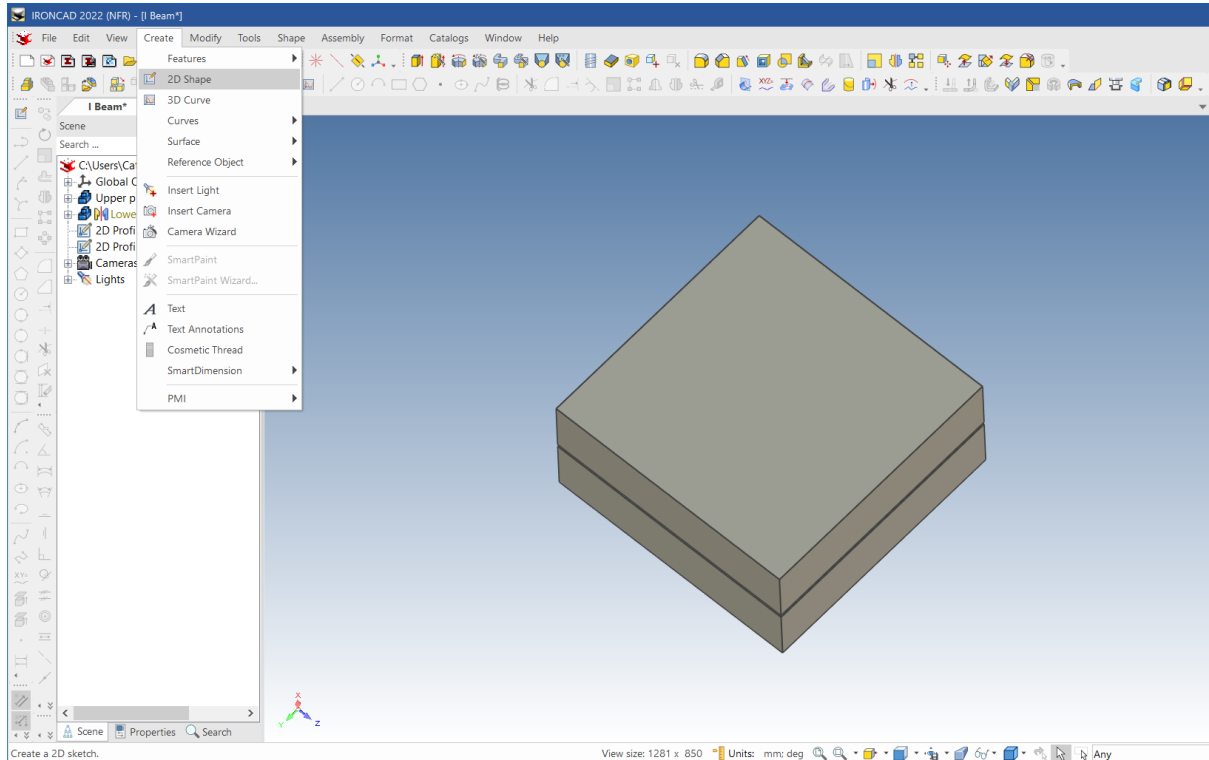 IRONCAD 2022 (NFR) - [I Beam*]
File Edit View Create Modify Tools Shape Assembly Format Catalogs Window Help
Features
2D Shape
3D Curve
Curves
Surface
Reference Object
Insert Light
Insert Camera
Camera Wizard
SmartPaint
SmartPaint Wizard...
A Text
Text Annotations
Cosmetic Thread
SmartDimension
PMI
I Beam*
Scene
Search ...
C:\Users\Cat
Global C
Upper p
Lowe
2D Profi
2D Profi
Cameras
Lights
X
Y Z
Scene Properties Search
Create a 2D sketch. View size: 1281 x 850 Units: mm; deg Any